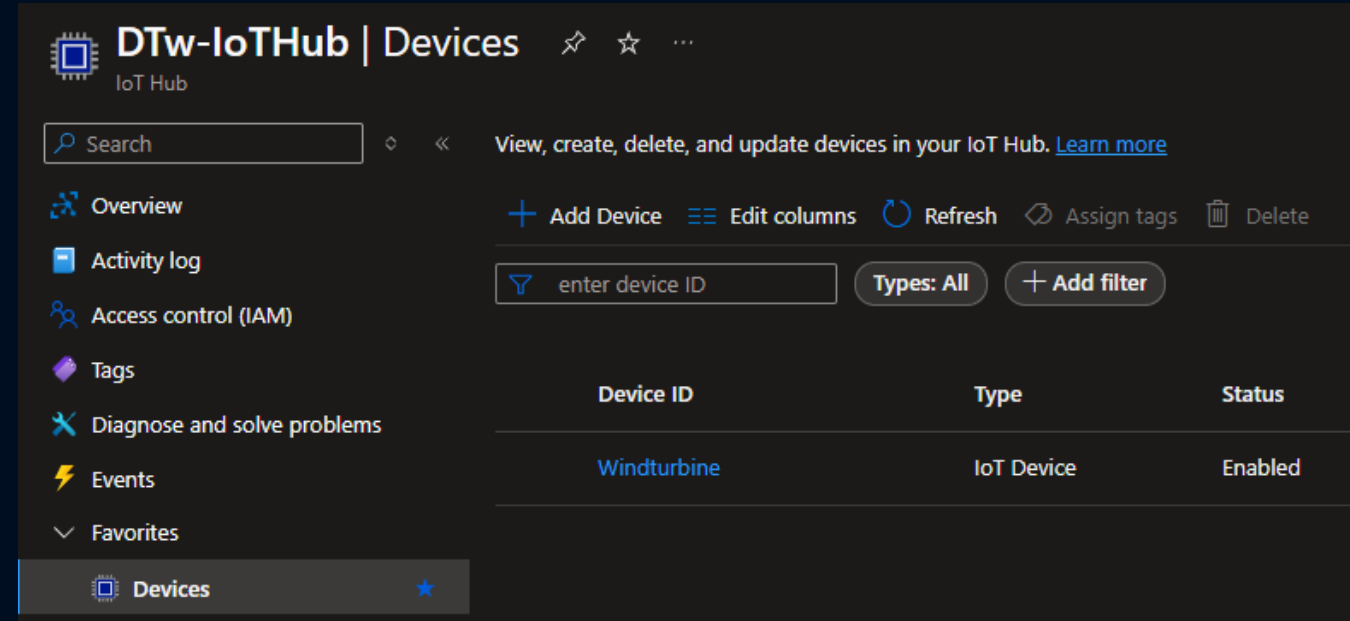 DTw-IoTHub | Devices
IoT Hub
Search
Overview
Activity log
Access control (IAM)
Tags
Diagnose and solve problems
Events
Favorites
Devices
View, create, delete, and update devices in your IoT Hub. Learn more
Add Device Edit columns Refresh Assign tags Delete
enter device ID Types: All Add filter
Device ID Type Status
Windturbine IoT Device Enabled